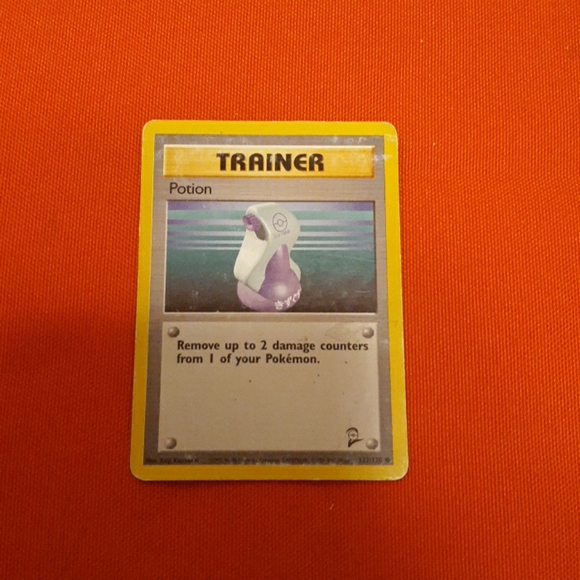 TRAINER
Potion
Remove up to 2 damage counters
from 1 of your Pokémon.